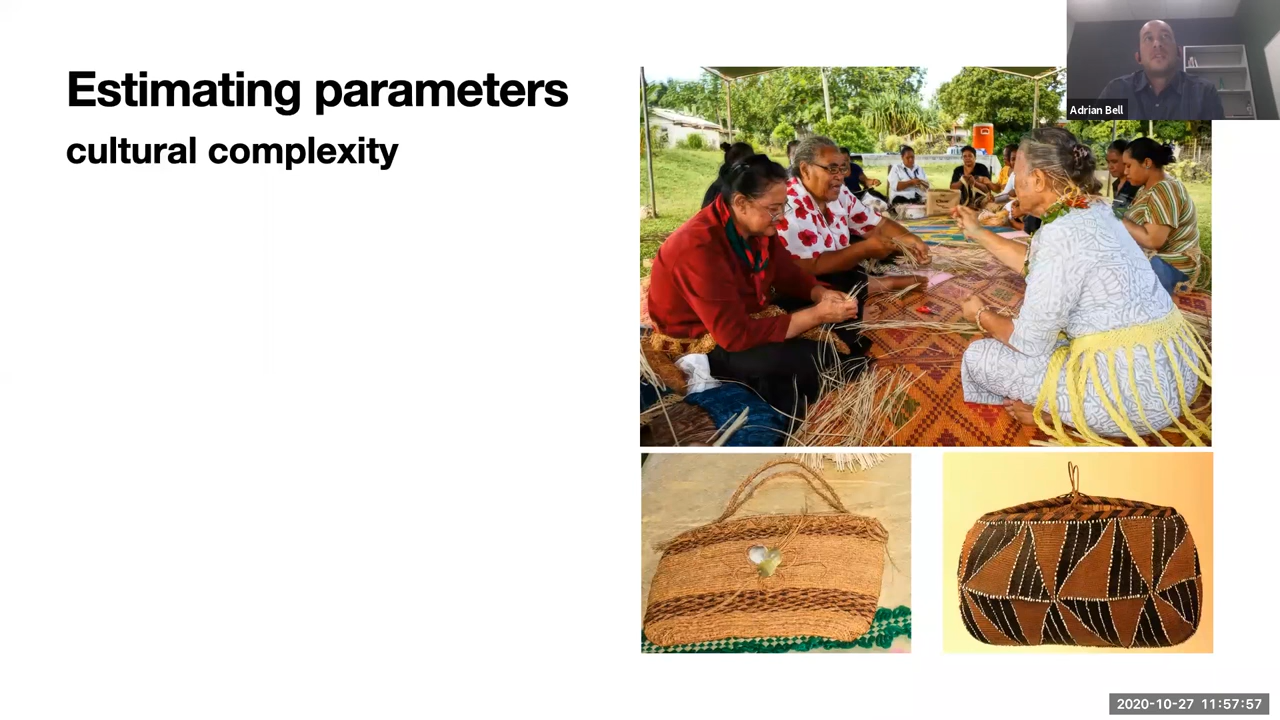 Estimating parameters
cultural complexity
Adrian Bell
2020-10-27 11:57:57